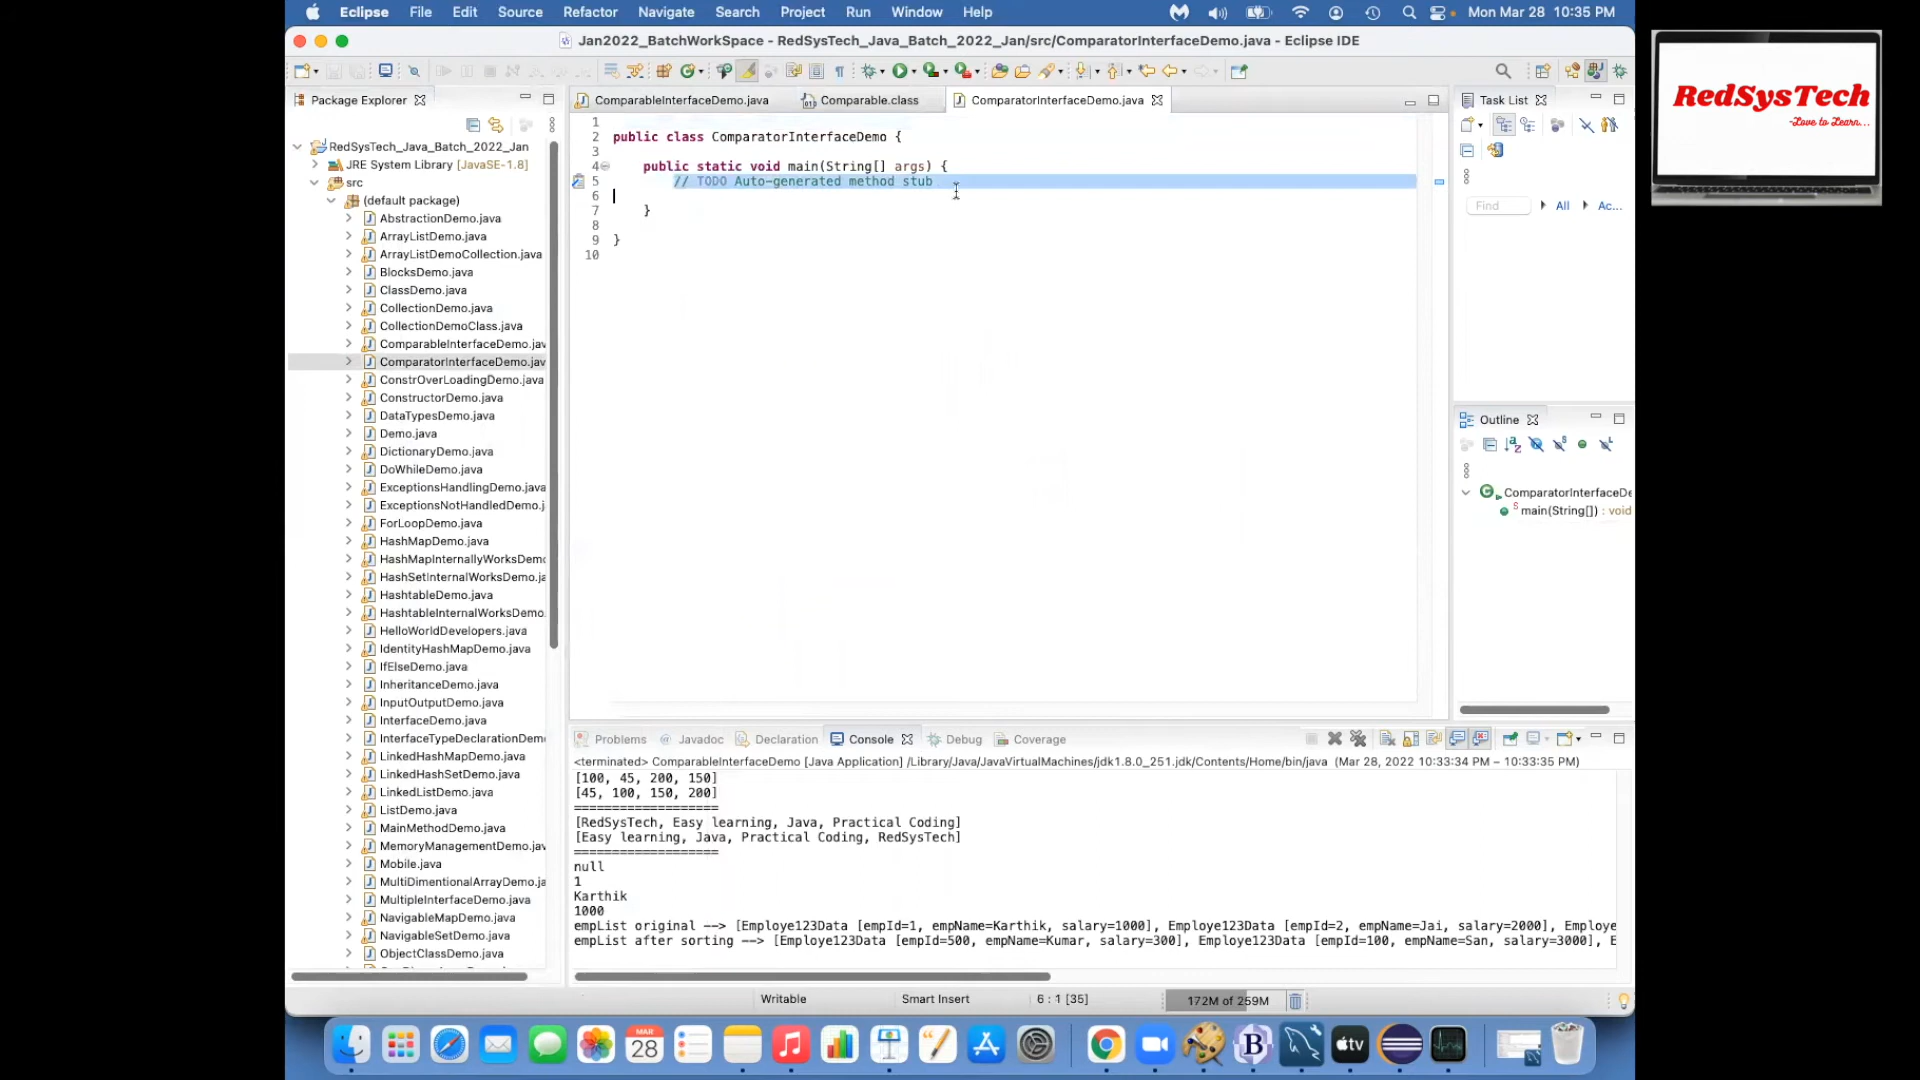 Eclipse File Edit Source Refactor Navigate Search Project Run Window Help Mon Mar 28 10:35 PM
Jan2022_BatchWorkSpace - RedSysTech_Java_Batch_2022_Jan/src/ComparatorInterfaceDemo.java - Eclipse IDE
RedSysTech
-Love to Learn...
Package Explorer
ComparableInterfaceDemo.java Comparable.class ComparatorInterfaceDemo.java
Task List
RedSysTech_Java_Batch_2022_Jan
JRE System Library [JavaSE-1.8]
src
(default package)
AbstractionDemo.java
ArrayListDemo.java
ArrayListDemoCollection.java
BlocksDemo.java
ClassDemo.java
CollectionDemo.java
CollectionDemoClass.java
ComparableInterfaceDemo.jav
ComparatorInterfaceDemo.jav
ConstrOverLoadingDemo.java
ConstructorDemo.java
DataTypesDemo.java
Demo.java
DictionaryDemo.java
DoWhileDemo.java
ExceptionsHandlingDemo.java
ExceptionsNotHandledDemo.j
ForLoopDemo.java
HashMapDemo.java
HashMapInternallyWorksDemo
HashSetInternalWorksDemo.ja
HashtableDemo.java
HashtableInternalWorksDemo.
HelloWorldDevelopers.java
IdentityHashMapDemo.java
IfElseDemo.java
InheritanceDemo.java
InputOutputDemo.java
InterfaceDemo.java
InterfaceTypeDeclarationDemo
LinkedHashMapDemo.java
LinkedHashSetDemo.java
LinkedListDemo.java
ListDemo.java
MainMethodDemo.java
MemoryManagementDemo.jav
Mobile.java
MultiDimentionalArrayDemo.ja
MultipleInterfaceDemo.java
NavigableMapDemo.java
NavigableSetDemo.java
ObjectClassDemo.java
1
2 public class ComparatorInterfaceDemo {
3
4 public static void main(String[] args) {
5 // TODO Auto-generated method stub
6
7 }
8
9 }
10
Find All Ac...
Outline
ComparatorInterfaceDe
main(String[]) : void
Problems Javadoc Declaration Console Debug Coverage
<terminated> ComparableInterfaceDemo [Java Application] /Library/Java/JavaVirtualMachines/jdk1.8.0_251.jdk/Contents/Home/bin/java (Mar 28, 2022 10:33:34 PM – 10:33:35 PM)
[100, 45, 200, 150]
[45, 100, 150, 200]
===================
[RedSysTech, Easy learning, Java, Practical Coding]
[Easy learning, Java, Practical Coding, RedSysTech]
===================
null
1
Karthik
1000
empList original --> [Employe123Data [empId=1, empName=Karthik, salary=1000], Employe123Data [empId=2, empName=Jai, salary=2000], Employe
empList after sorting --> [Employe123Data [empId=500, empName=Kumar, salary=300], Employe123Data [empId=100, empName=San, salary=3000], E
Writable Smart Insert 6 : 1 [35] 172M of 259M
MAR
28
tv